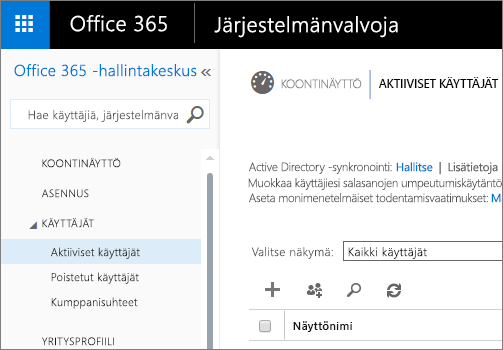 Office 365
Järjestelmänvalvoja
Office 365 -hallintakeskus «
Hae käyttäjiä, järjestelmänva
KOONTINÄYTTÖ
ASENNUS
KÄYTTÄJÄT
Aktiiviset käyttäjät
Poistetut käyttäjät
Kumppanisuhteet
YRITYSPROFIILI
KOONTINÄYTTÖ | AKTIIVISET KÄYTTÄJÄT
Active Directory -synkronointi: Hallitse | Lisätietoja
Muokkaa käyttäjiesi salasanojen umpeutumiskäytäntö
Aseta monimenetelmäiset todentamisvaatimukset: M
Valitse näkymä: Kaikki käyttäjät
Näyttönimi